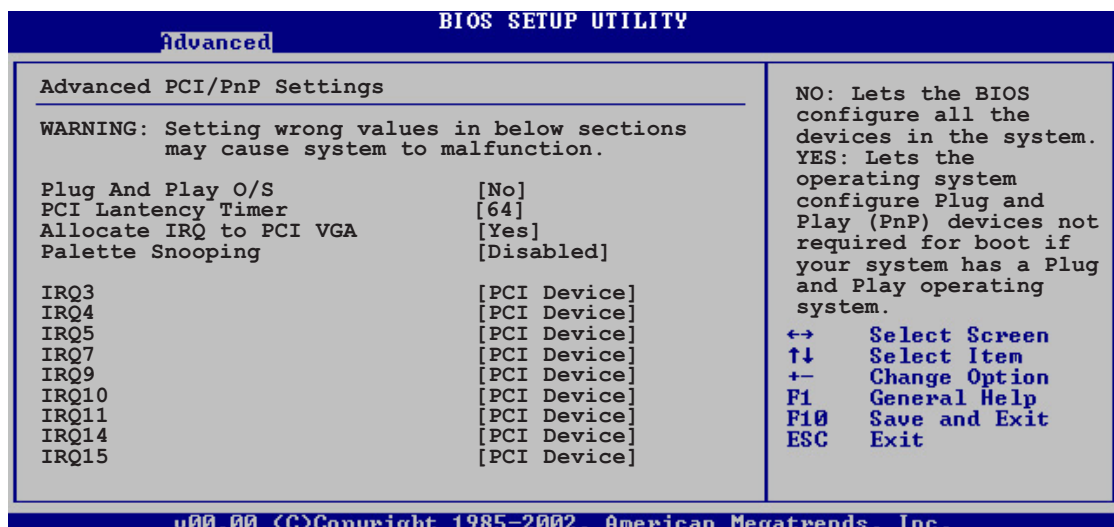 BIOS SETUP UTILITY
Advanced
Advanced PCI/PnP Settings
WARNING: Setting wrong values in below sections
may cause system to malfunction.
Plug And Play O/S [No]
PCI Lantency Timer [64]
Allocate IRQ to PCI VGA [Yes]
Palette Snooping [Disabled]
IRQ3 [PCI Device]
IRQ4 [PCI Device]
IRQ5 [PCI Device]
IRQ7 [PCI Device]
IRQ9 [PCI Device]
IRQ10 [PCI Device]
IRQ11 [PCI Device]
IRQ14 [PCI Device]
IRQ15 [PCI Device]
NO: Lets the BIOS
configure all the
devices in the system.
YES: Lets the
operating system
configure Plug and
Play (PnP) devices not
required for boot if
your system has a Plug
and Play operating
system.
←→ Select Screen
↑↓ Select Item
+- Change Option
F1 General Help
F10 Save and Exit
ESC Exit
v00.00 (C)Copyright 1985-2002, American Megatrends, Inc.